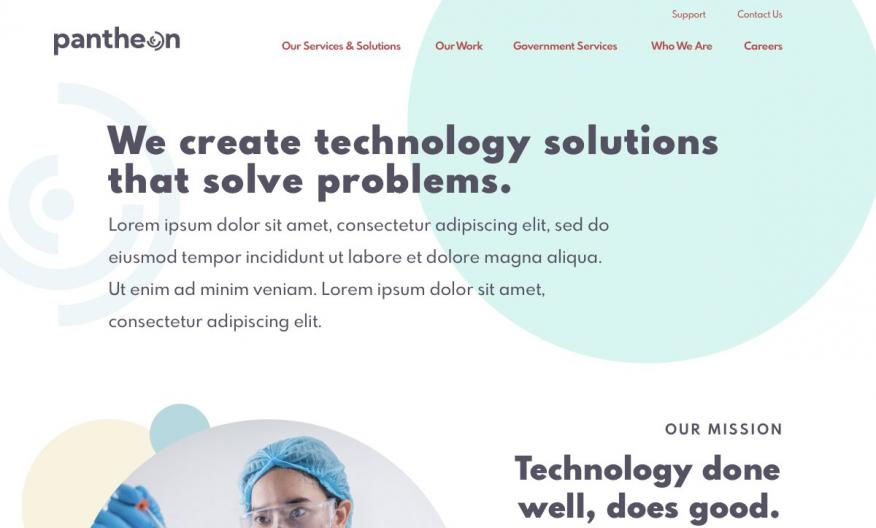 Support Contact Us
pantheon
Our Services & Solutions Our Work Government Services Who We Are Careers
We create technology solutions
that solve problems.
Lorem ipsum dolor sit amet, consectetur adipiscing elit, sed do
eiusmod tempor incididunt ut labore et dolore magna aliqua.
Ut enim ad minim veniam. Lorem ipsum dolor sit amet,
consectetur adipiscing elit.
OUR MISSION
Technology done
well, does good.